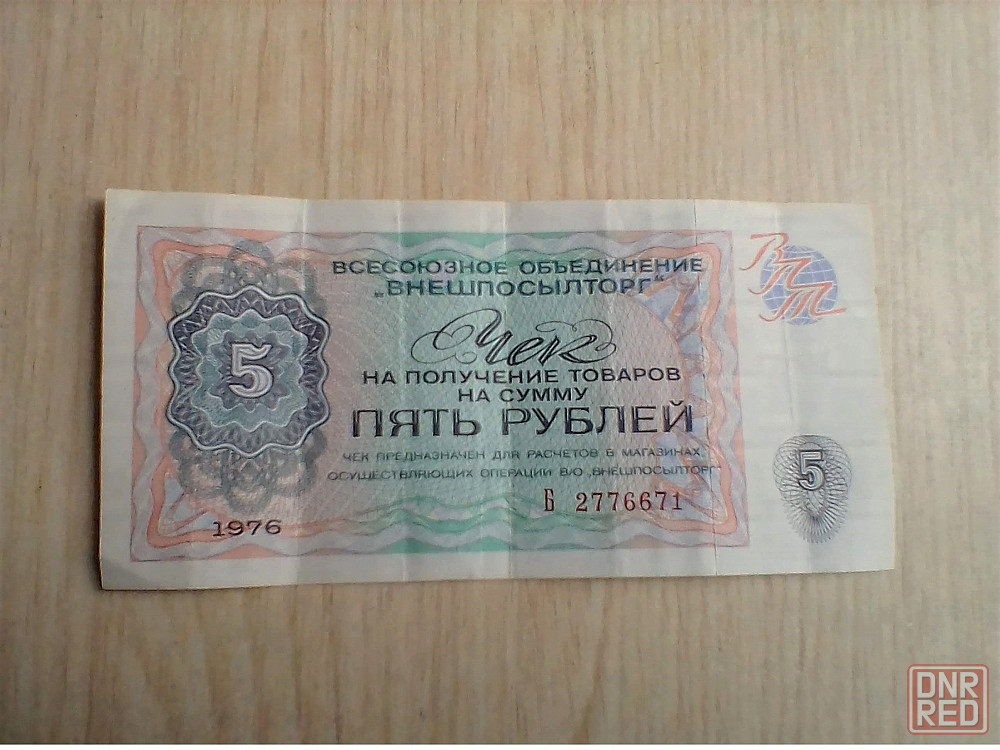 ВСЕСОЮЗНОЕ ОБЪЕДИНЕНИЕ
„ВНЕШПОСЫЛТОРГ"
ВПТ
Чек
НА ПОЛУЧЕНИЕ ТОВАРОВ
НА СУММУ
5
ПЯТЬ РУБЛЕЙ
ЧЕК ПРЕДНАЗНАЧЕН ДЛЯ РАСЧЕТОВ В МАГАЗИНАХ,
ОСУЩЕСТВЛЯЮЩИХ ОПЕРАЦИИ В/О „ВНЕШПОСЫЛТОРГ"
5
Б 2776671
1976
DNR
RED